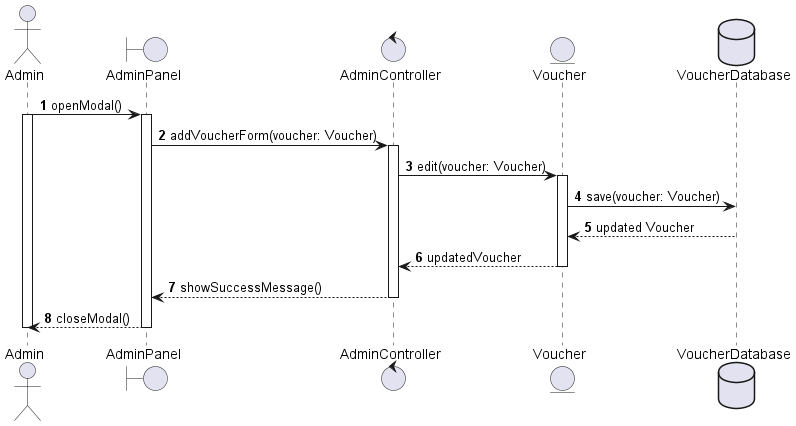 Admin AdminPanel AdminController Voucher VoucherDatabase
1 openModal()
2 addVoucherForm(voucher: Voucher)
3 edit(voucher: Voucher)
4 save(voucher: Voucher)
5 updated Voucher
6 updatedVoucher
7 showSuccessMessage()
8 closeModal()
Admin AdminPanel AdminController Voucher VoucherDatabase